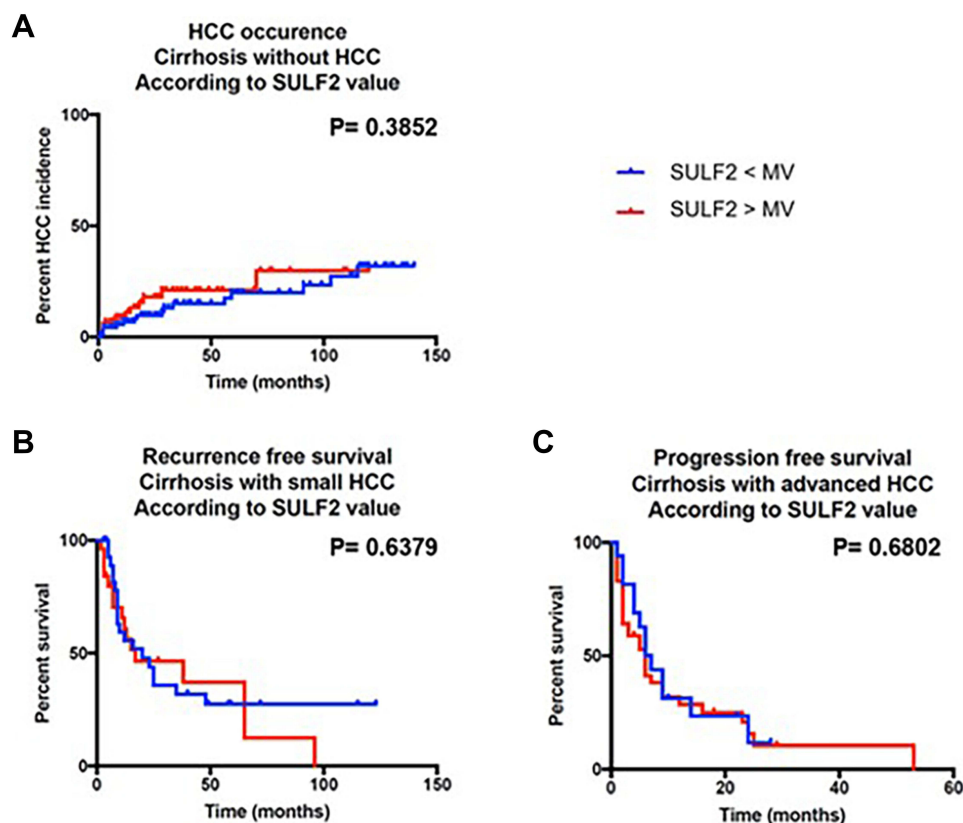 A
HCC occurence
Cirrhosis without HCC
According to SULF2 value
P= 0.3852
100
50
0
Percent HCC incidence
0 50 100 150
Time (months)
SULF2 < MV
SULF2 > MV
B
Recurrence free survival
Cirrhosis with small HCC
According to SULF2 value
P= 0.6379
100
50
0
Percent survival
0 50 100 150
Time (months)
C
Progression free survival
Cirrhosis with advanced HCC
According to SULF2 value
P= 0.6802
100
50
0
Percent survival
0 20 40 60
Time (months)